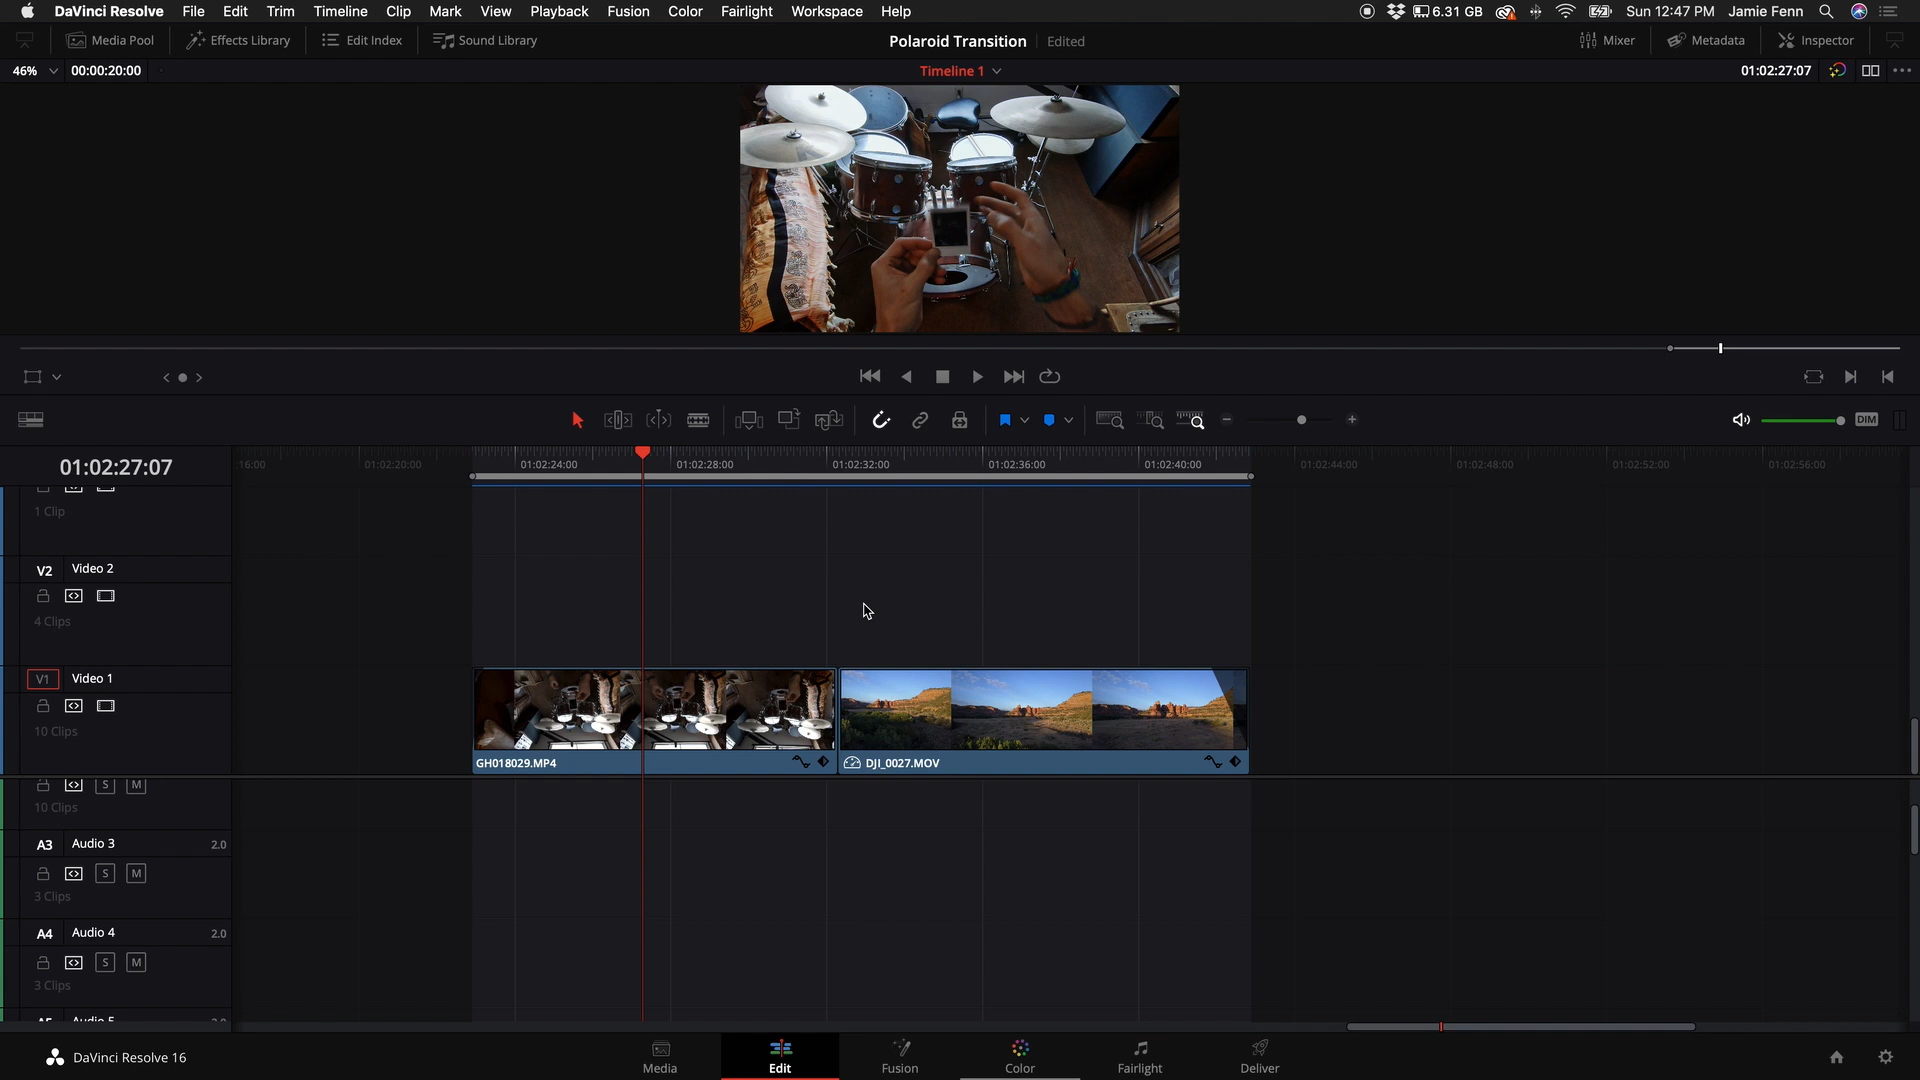 DaVinci Resolve File Edit Trim Timeline Clip Mark View Playback Fusion Color Fairlight Workspace Help 6.31 GB Sun 12:47 PM Jamie Fenn
Media Pool Effects Library Edit Index Sound Library Polaroid Transition Edited Mixer Metadata Inspector
46% 00:00:20:00 Timeline 1 01:02:27:07
DIM
01:02:27:07 :16:00 01:02:20:00 01:02:24:00 01:02:28:00 01:02:32:00 01:02:36:00 01:02:40:00 01:02:44:00 01:02:48:00 01:02:52:00 01:02:56:00
1 Clip
V2 Video 2
4 Clips
V1 Video 1
10 Clips
GH018029.MP4 DJI_0027.MOV
S M
10 Clips
A3 Audio 3 2.0
S M
3 Clips
A4 Audio 4 2.0
S M
3 Clips
A5 Audio 5 2.0
DaVinci Resolve 16 Media Edit Fusion Color Fairlight Deliver